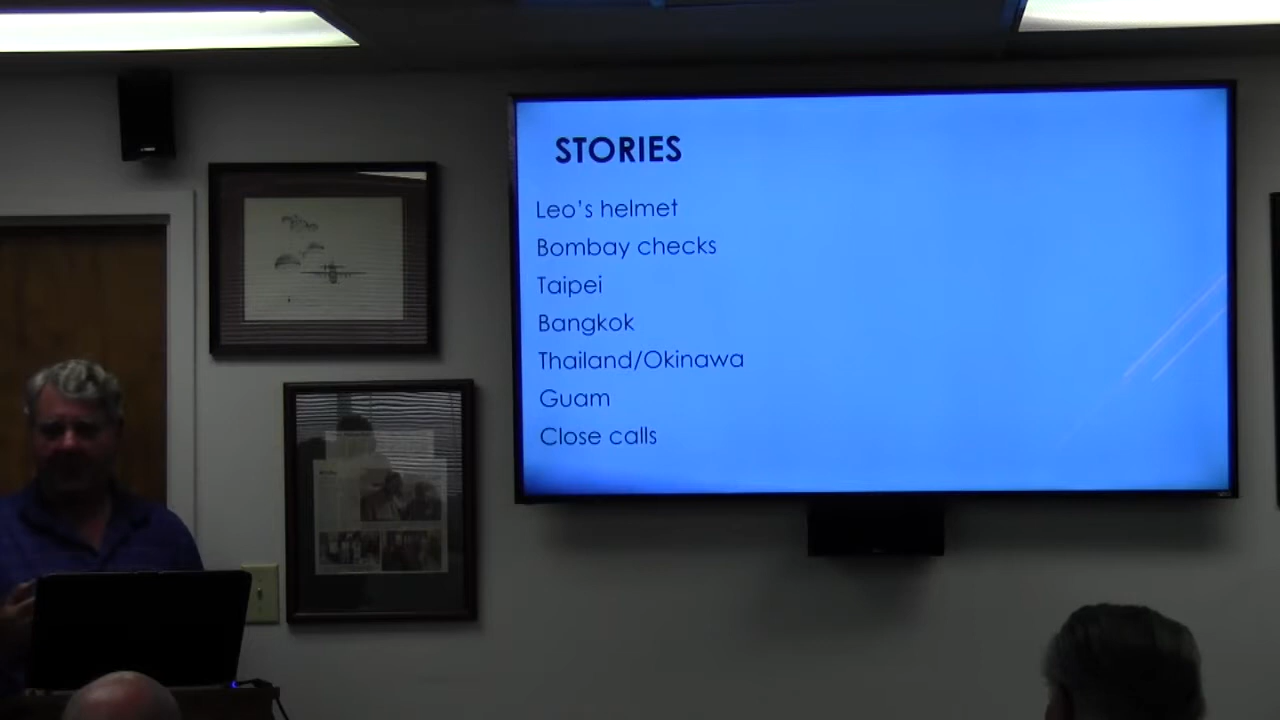 STORIES
Leo's helmet
Bombay checks
Taipei
Bangkok
Thailand/Okinawa
Guam
Close calls